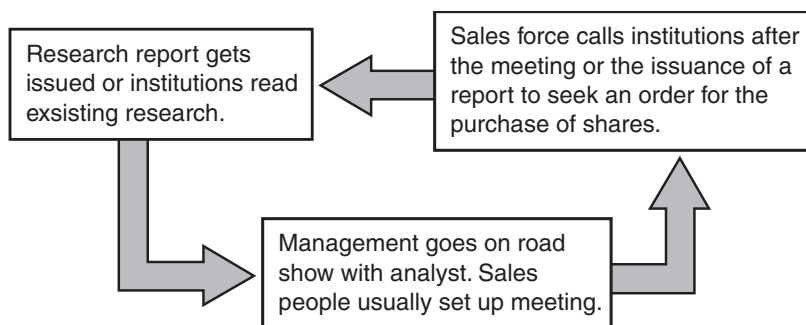 Research report gets
issued or institutions read
exsisting research.
Sales force calls institutions after
the meeting or the issuance of a
report to seek an order for the
purchase of shares.
Management goes on road
show with analyst. Sales
people usually set up meeting.